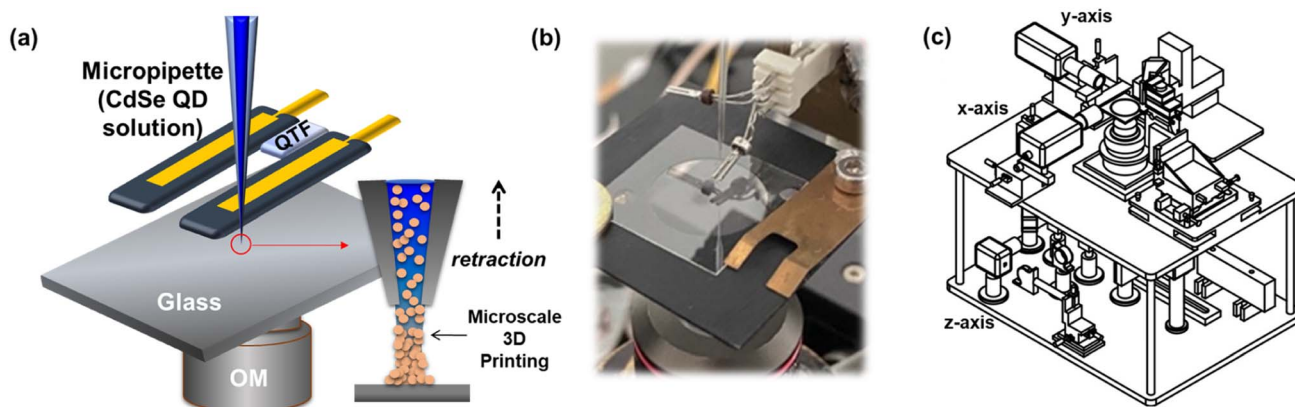 (a)
Micropipette
(CdSe QD
solution)
QTF
Glass
OM
retraction
Microscale
3D
Printing
(b)
(c)
y-axis
x-axis
z-axis